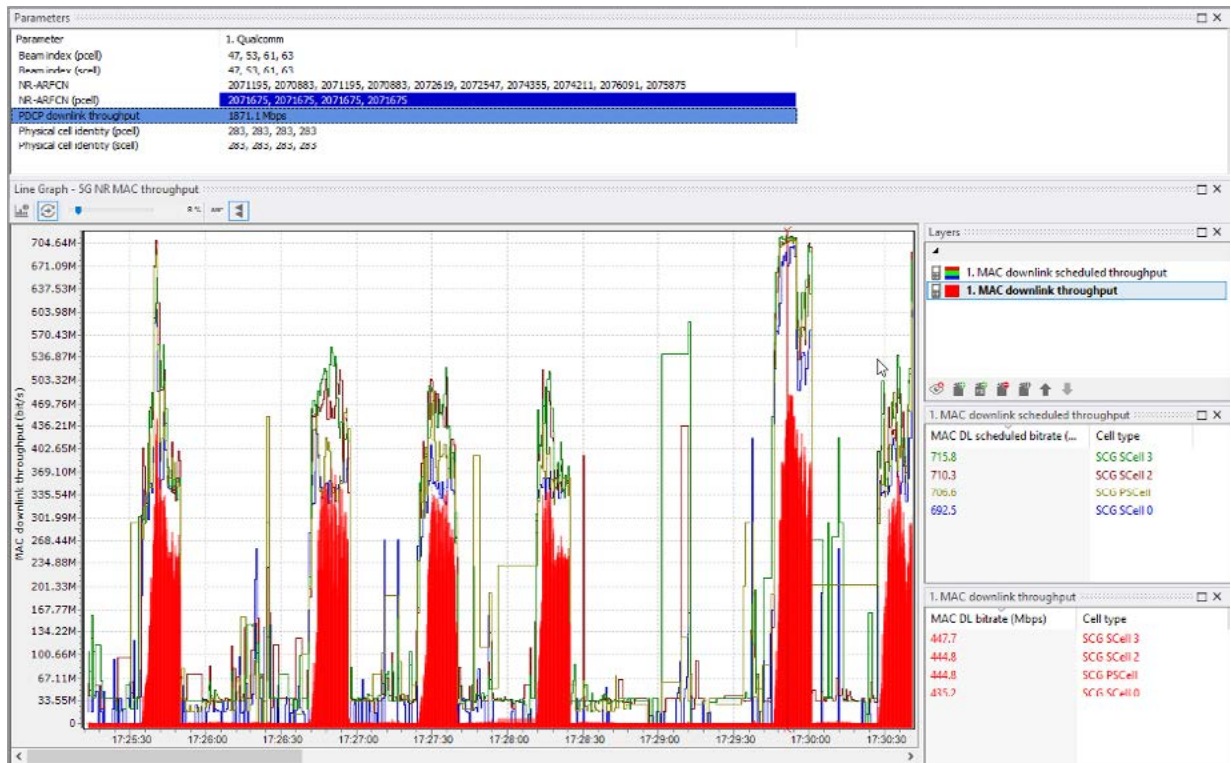 Parameters
Parameter 1. Qualcomm
Beam index (pcell) 47, 53, 61, 63
Beam index (scell) 47, 53, 61, 63
NR-ARFCN 2071195, 2070883, 2071195, 2070883, 2072619, 2072547, 2074355, 2074211, 2076091, 2075875
NR-ARFCN (pcell) 2071675, 2071675, 2071675, 2071675
PDCP downlink throughput 1871.1 Mbps
Physical cell identity (pcell) 283, 283, 283, 283
Physical cell identity (scell) 283, 283, 283, 283
Line Graph - 5G NR MAC throughput
8 %
MAC downlink throughput (bit/s)
704.64M
671.09M
637.53M
603.98M
570.43M
536.87M
503.32M
469.76M
436.21M
402.65M
369.10M
335.54M
301.99M
268.44M
234.88M
201.33M
167.77M
134.22M
100.66M
67.11M
33.55M
0
17:25:30 17:26:00 17:26:30 17:27:00 17:27:30 17:28:00 17:28:30 17:29:00 17:29:30 17:30:00 17:30:30
Layers
1. MAC downlink scheduled throughput
1. MAC downlink throughput
1. MAC downlink scheduled throughput
MAC DL scheduled bitrate (... Cell type
715.8 SCG SCell 3
710.3 SCG SCell 2
706.6 SCG PSCell
692.5 SCG SCell 0
1. MAC downlink throughput
MAC DL bitrate (Mbps) Cell type
447.7 SCG SCell 3
444.8 SCG SCell 2
444.8 SCG PSCell
435.2 SCG SCell 0